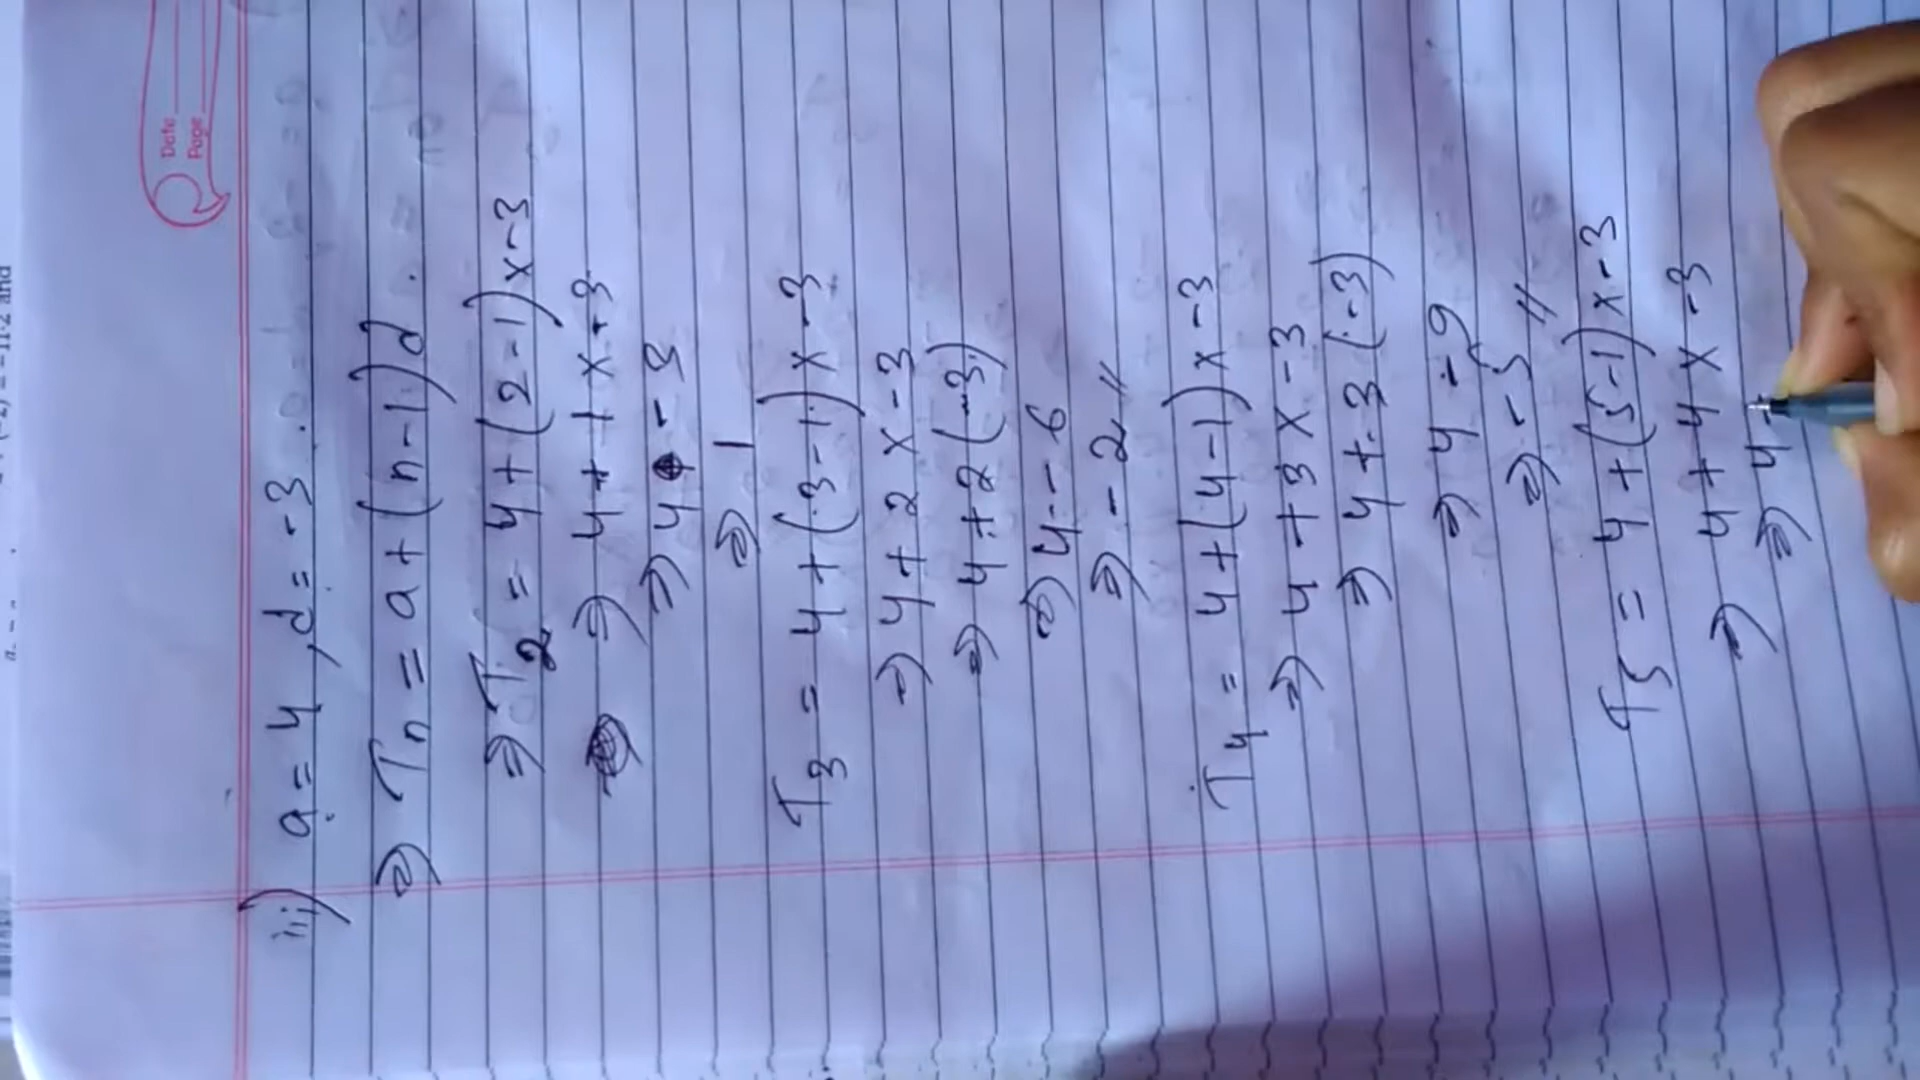 Date
Page
iii) a = 4, d = -3.
⇒ Tn = a + (n-1)d.
⇒ T2 = 4 + (2-1) x -3
⇒ 4 + 1 x -3
⇒ 4 - 3
⇒ 1
T3 = 4 + (3-1) x -3
⇒ 4 + 2 x -3
⇒ 4 + 2 (-3)
⇒ 4 - 6
⇒ -2 //
T4 = 4 + (4-1) x -3
⇒ 4 + 3 x -3
⇒ 4 + 3 (-3)
⇒ 4 - 9
⇒ -5 //
T5 = 4 + (5-1) x -3
⇒ 4 + 4 x -3
⇒ 4 -